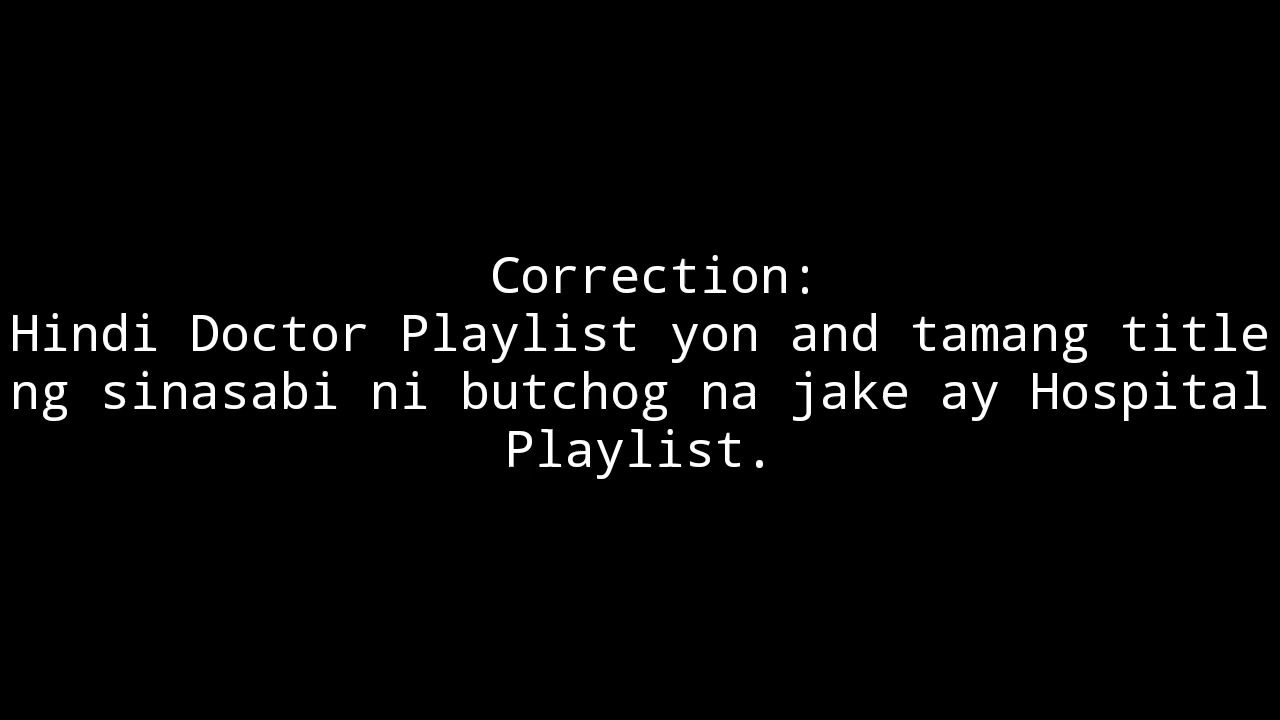 Correction:
Hindi Doctor Playlist yon and tamang title
ng sinasabi ni butchog na jake ay Hospital
Playlist.